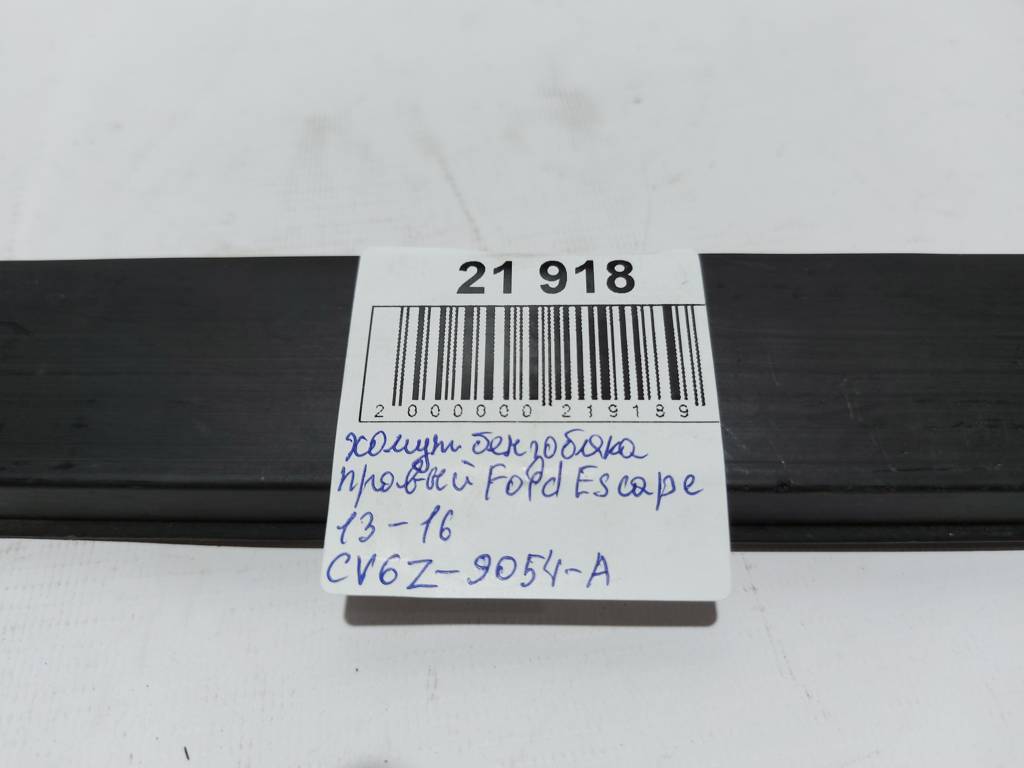 21 918
2 000000 219189
хомут бензобака
правый Ford Escape
13-16
CV6Z-9054-A